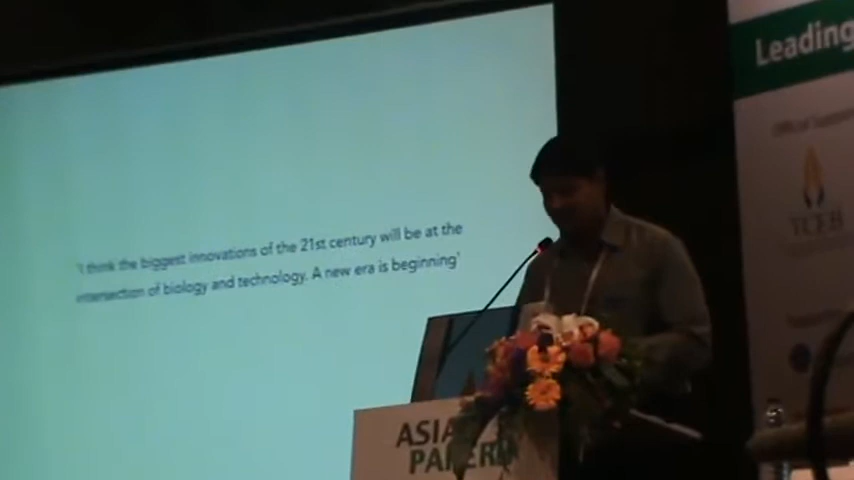 'I think the biggest innovations of the 21st century will be at the
intersection of biology and technology. A new era is beginning'
Leading
Official
TCEB
ASIA
PAPER